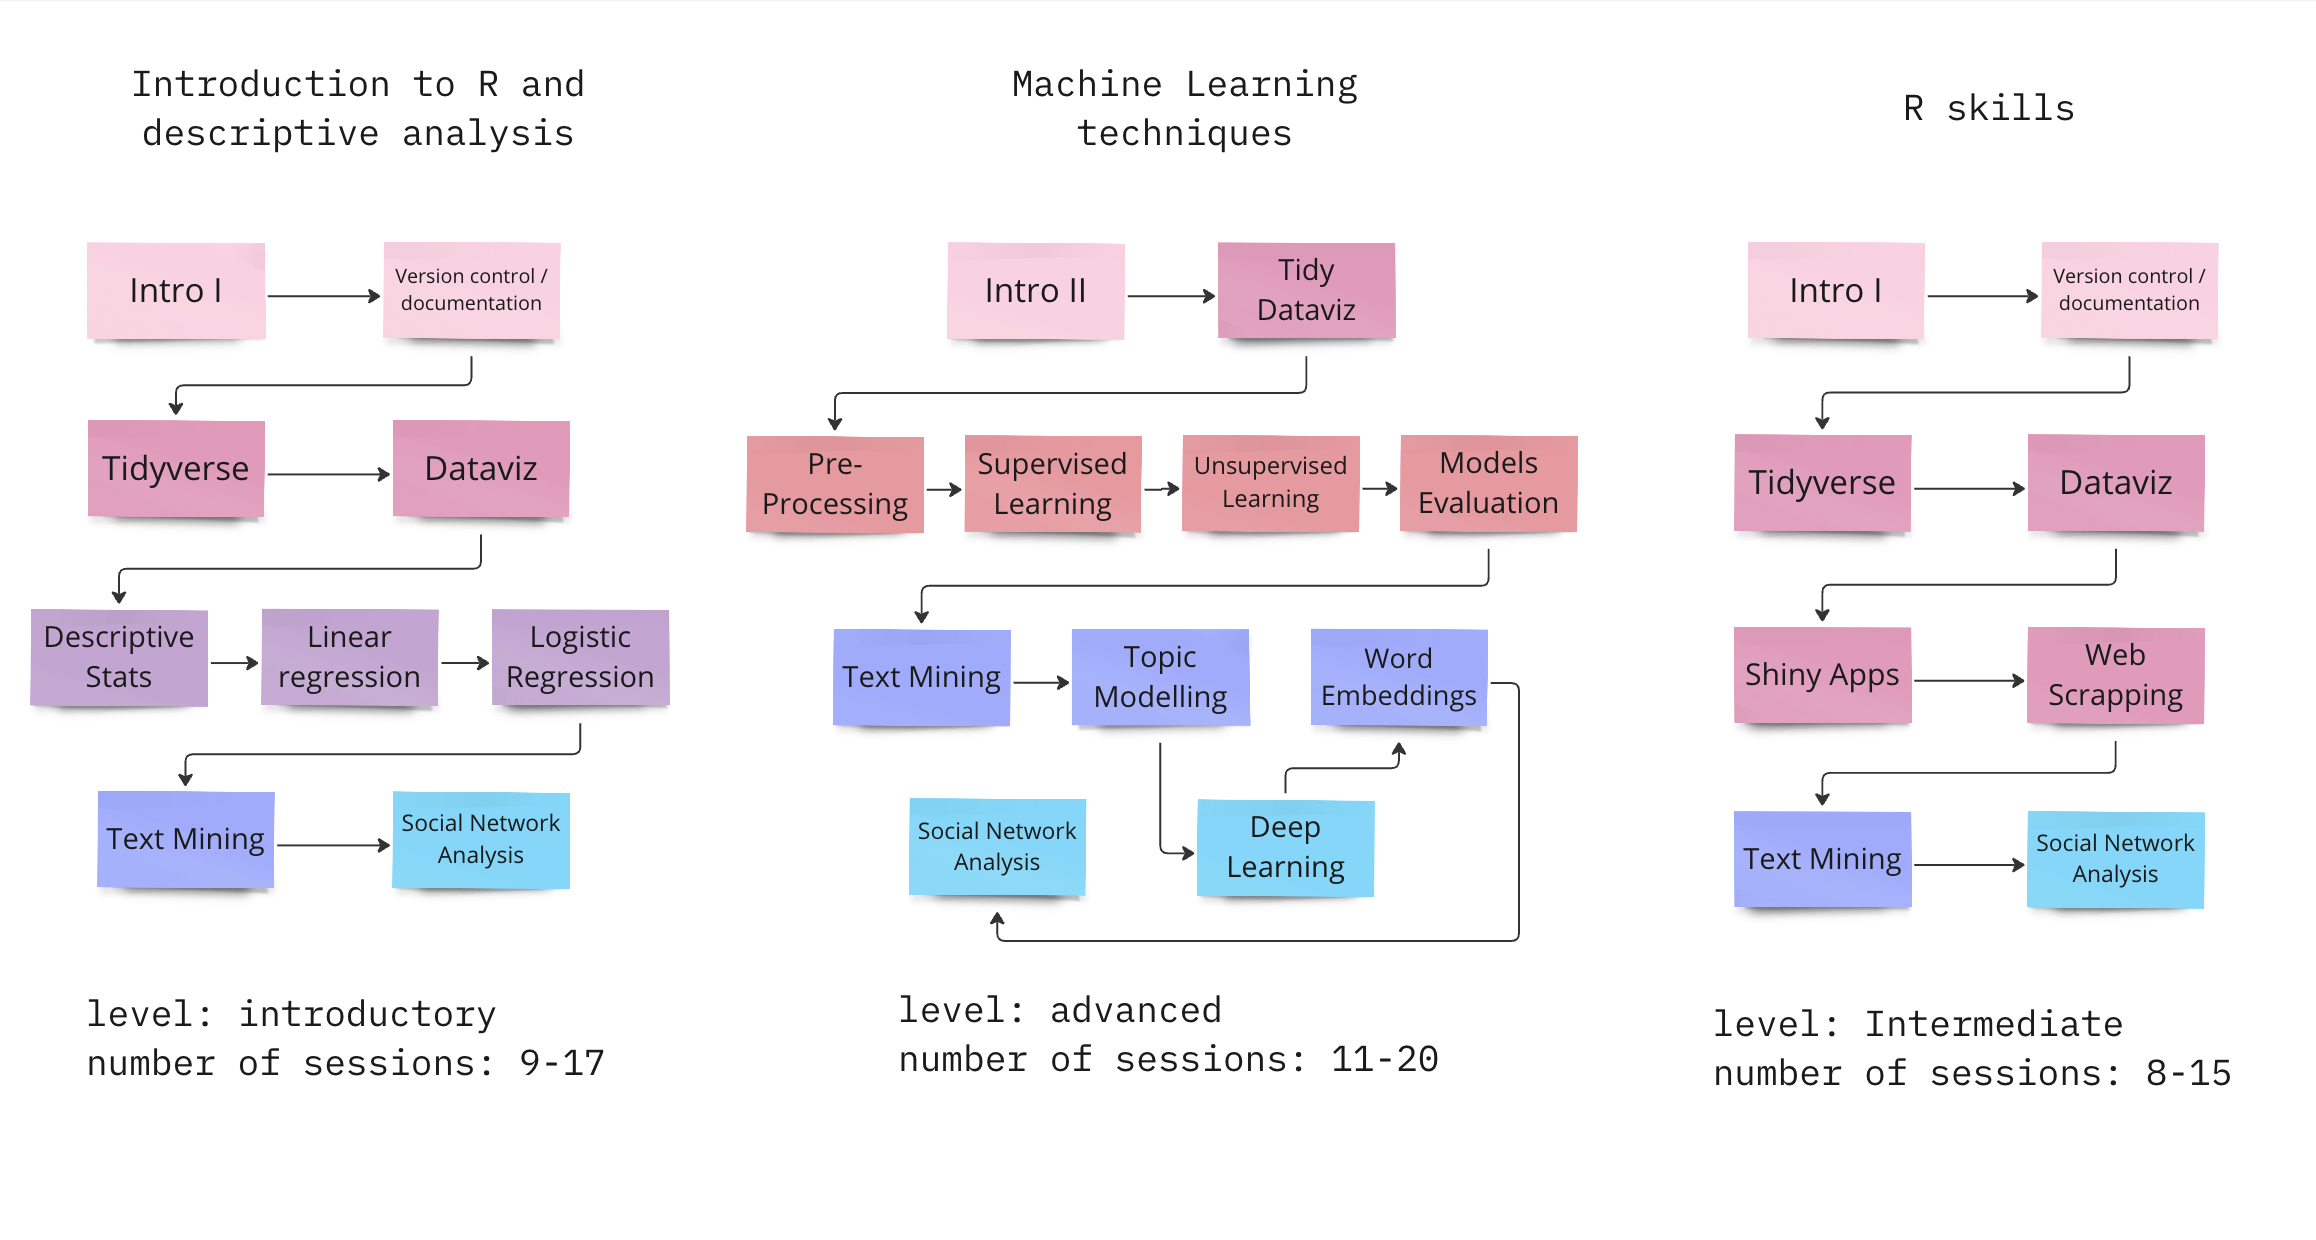 Introduction to R and
descriptive analysis
Intro I
Version control /
documentation
Tidyverse
Dataviz
Descriptive
Stats
Linear
regression
Logistic
Regression
Text Mining
Social Network
Analysis
level: introductory
number of sessions: 9-17
Machine Learning
techniques
Intro II
Tidy
Dataviz
Pre-
Processing
Supervised
Learning
Unsupervised
Learning
Models
Evaluation
Text Mining
Topic
Modelling
Word
Embeddings
Social Network
Analysis
Deep
Learning
level: advanced
number of sessions: 11-20
R skills
Intro I
Version control /
documentation
Tidyverse
Dataviz
Shiny Apps
Web
Scrapping
Text Mining
Social Network
Analysis
level: Intermediate
number of sessions: 8-15